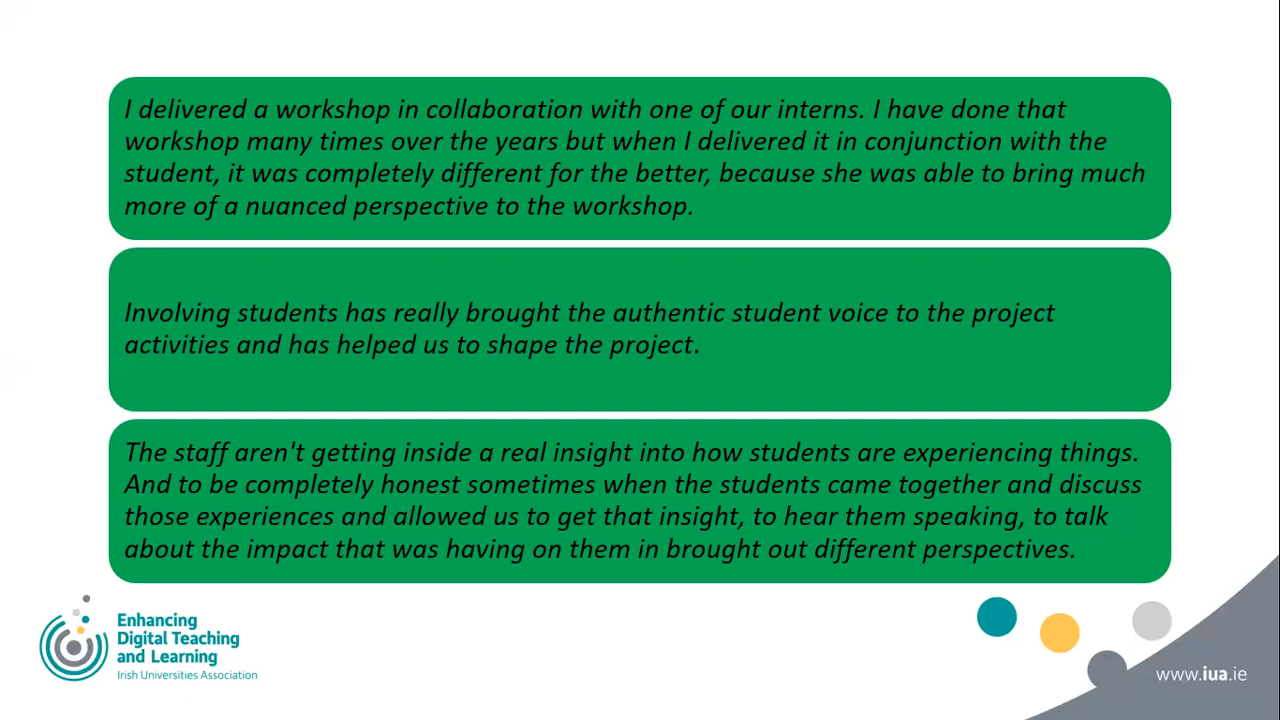 I delivered a workshop in collaboration with one of our interns. I have done that
workshop many times over the years but when I delivered it in conjunction with the
student, it was completely different for the better, because she was able to bring much
more of a nuanced perspective to the workshop.
Involving students has really brought the authentic student voice to the project
activities and has helped us to shape the project.
The staff aren't getting inside a real insight into how students are experiencing things.
And to be completely honest sometimes when the students came together and discuss
those experiences and allowed us to get that insight, to hear them speaking, to talk
about the impact that was having on them in brought out different perspectives.
Enhancing
Digital Teaching
and Learning
Irish Universities Association
www.iua.ie